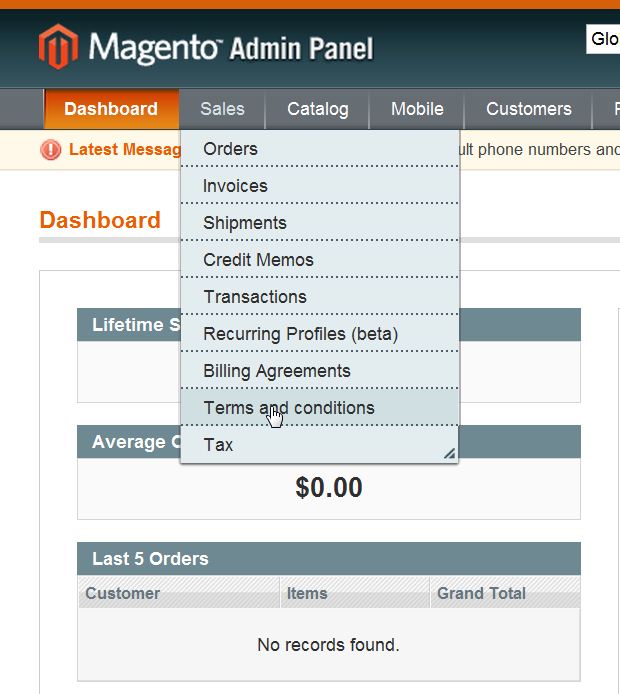 Magento™ Admin Panel
Glo
Dashboard Sales Catalog Mobile Customers
Latest Messag ult phone numbers and
Orders
Invoices
Shipments
Credit Memos
Transactions
Recurring Profiles (beta)
Billing Agreements
Terms and conditions
Tax
Dashboard
Lifetime S
Average O
$0.00
Last 5 Orders
Customer Items Grand Total
No records found.